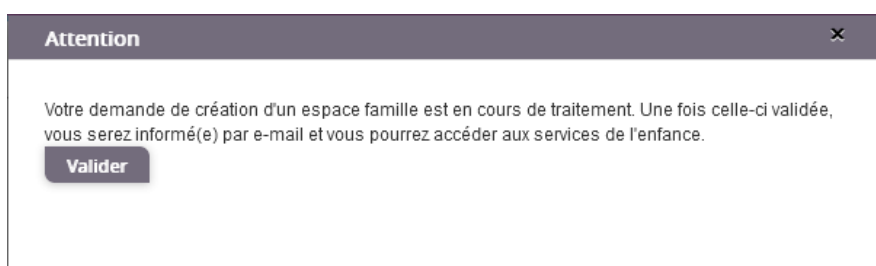 Attention
Votre demande de création d'un espace famille est en cours de traitement. Une fois celle-ci validée,
vous serez informé(e) par e-mail et vous pourrez accéder aux services de l'enfance.
Valider